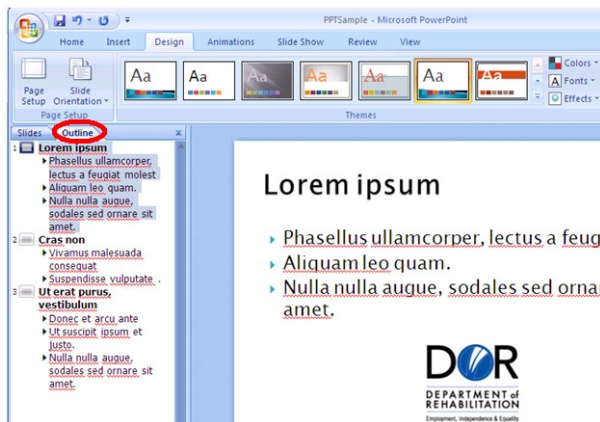 PPTSample - Microsoft PowerPoint
Home Insert Design Animations Slide Show Review View
Page Setup
Slide Orientation
Aa Aa Aa Aa Aa Aa Aa
Colors
Fonts
Effects
Page Setup
Themes
Slides Outline x
1 Lorem ipsum
Phasellus ullamcorper,
lectus a feugiat molest
Aliquam leo quam.
Nulla nulla augue,
sodales sed ornare sit
amet.
2 Cras non
Vivamus malesuada
consequat
Suspendisse vulputate .
3 Ut erat purus,
vestibulum
Donec et arcu ante
Ut suscipit ipsum et
justo.
Nulla nulla augue,
sodales sed ornare sit
amet.
Lorem ipsum
Phasellus ullamcorper, lectus a feug
Aliquam leo quam.
Nulla nulla augue, sodales sed orna
amet.
DOR
DEPARTMENT of
REHABILITATION
Employment, Independence & Equality